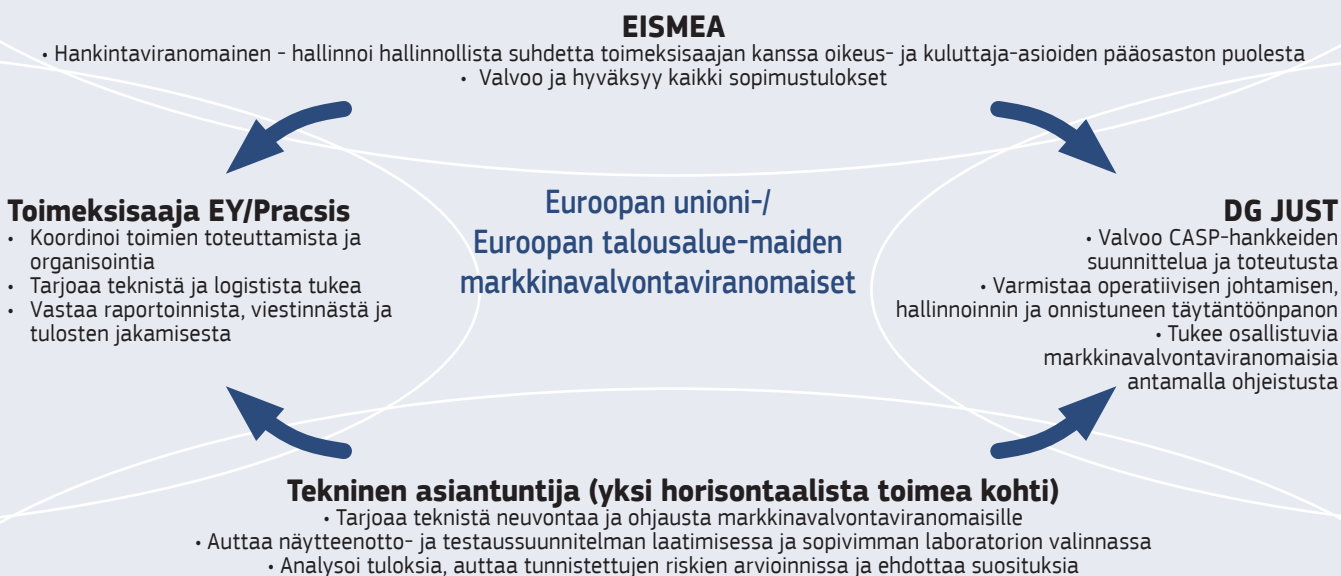 EISMEA
• Hankintaviranomainen - hallinnoi hallinnollista suhdetta toimeksisaajan kanssa oikeus- ja kuluttaja-asioiden pääosaston puolesta
• Valvoo ja hyväksyy kaikki sopimustulokset
Toimeksisaaja EY/Pracsis
• Koordinoi toimien toteuttamista ja
organisointia
• Tarjoaa teknistä ja logistista tukea
• Vastaa raportoinnista, viestinnästä ja
tulosten jakamisesta
Euroopan unioni-/
Euroopan talousalue-maiden
markkinavalvontaviranomaiset
DG JUST
• Valvoo CASP-hankkeiden
suunnittelua ja toteutusta
• Varmistaa operatiivisen johtamisen,
hallinnoinnin ja onnistuneen täytäntöönpanon
• Tukee osallistuvia
markkinavalvontaviranomaisia
antamalla ohjeistusta
Tekninen asiantuntija (yksi horisontaalista toimea kohti)
• Tarjoaa teknistä neuvontaa ja ohjausta markkinavalvontaviranomaisille
• Auttaa näytteenotto- ja testaussuunnitelman laatimisessa ja sopivimman laboratorion valinnassa
• Analysoi tuloksia, auttaa tunnistettujen riskien arvioinnissa ja ehdottaa suosituksia